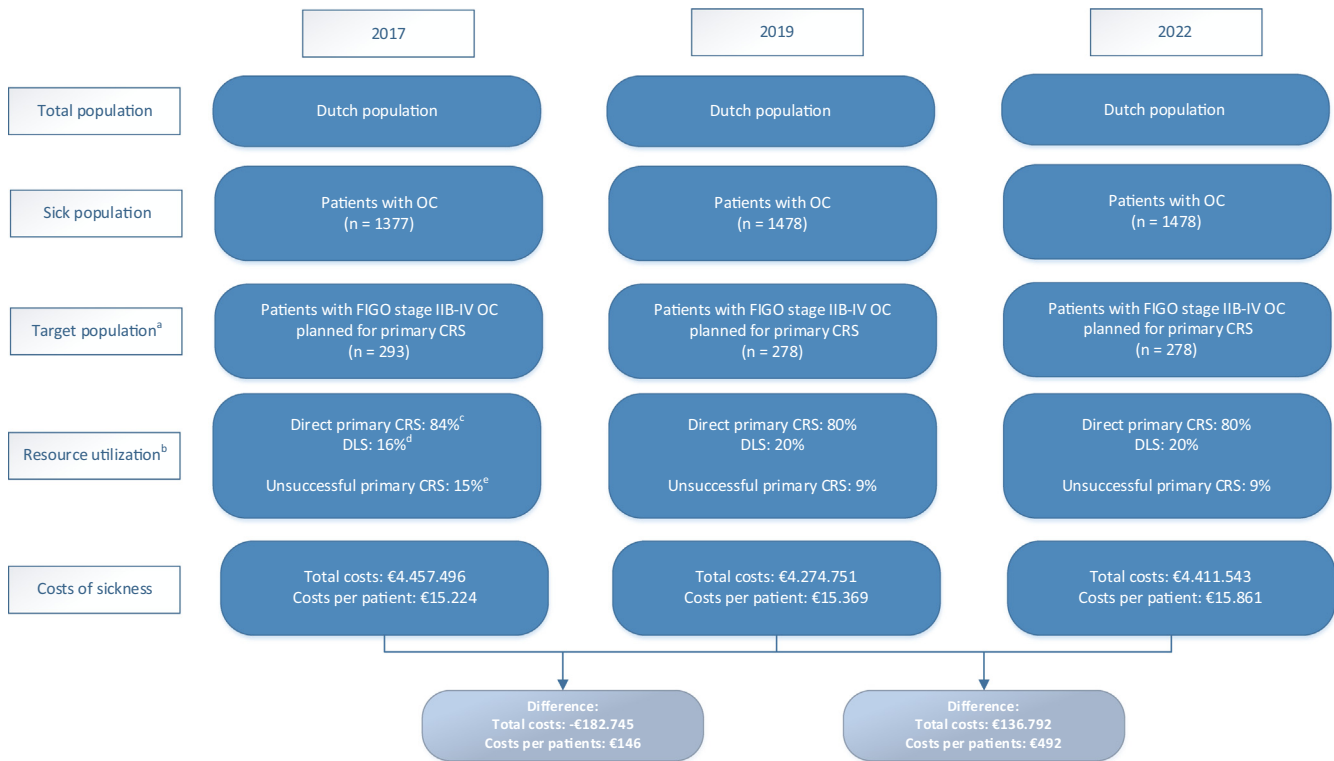 2017
2019
2022
Total population
Dutch population
Dutch population
Dutch population
Sick population
Patients with OC
(n = 1377)
Patients with OC
(n = 1478)
Patients with OC
(n = 1478)
Target populationᵃ
Patients with FIGO stage IIB-IV OC
planned for primary CRS
(n = 293)
Patients with FIGO stage IIB-IV OC
planned for primary CRS
(n = 278)
Patients with FIGO stage IIB-IV OC
planned for primary CRS
(n = 278)
Resource utilizationᵇ
Direct primary CRS: 84%ᶜ
DLS: 16%ᵈ
Unsuccessful primary CRS: 15%ᵉ
Direct primary CRS: 80%
DLS: 20%
Unsuccessful primary CRS: 9%
Direct primary CRS: 80%
DLS: 20%
Unsuccessful primary CRS: 9%
Costs of sickness
Total costs: €4.457.496
Costs per patient: €15.224
Total costs: €4.274.751
Costs per patient: €15.369
Total costs: €4.411.543
Costs per patient: €15.861
Difference:
Total costs: -€182.745
Costs per patients: €146
Difference:
Total costs: €136.792
Costs per patients: €492